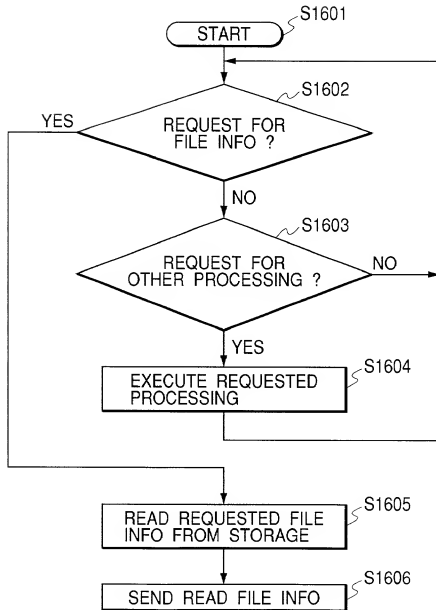 S1601
START
S1602
YES
REQUEST FOR
FILE INFO ?
NO
S1603
REQUEST FOR
OTHER PROCESSING ?
NO
YES
S1604
EXECUTE REQUESTED
PROCESSING
S1605
READ REQUESTED FILE
INFO FROM STORAGE
S1606
SEND READ FILE INFO